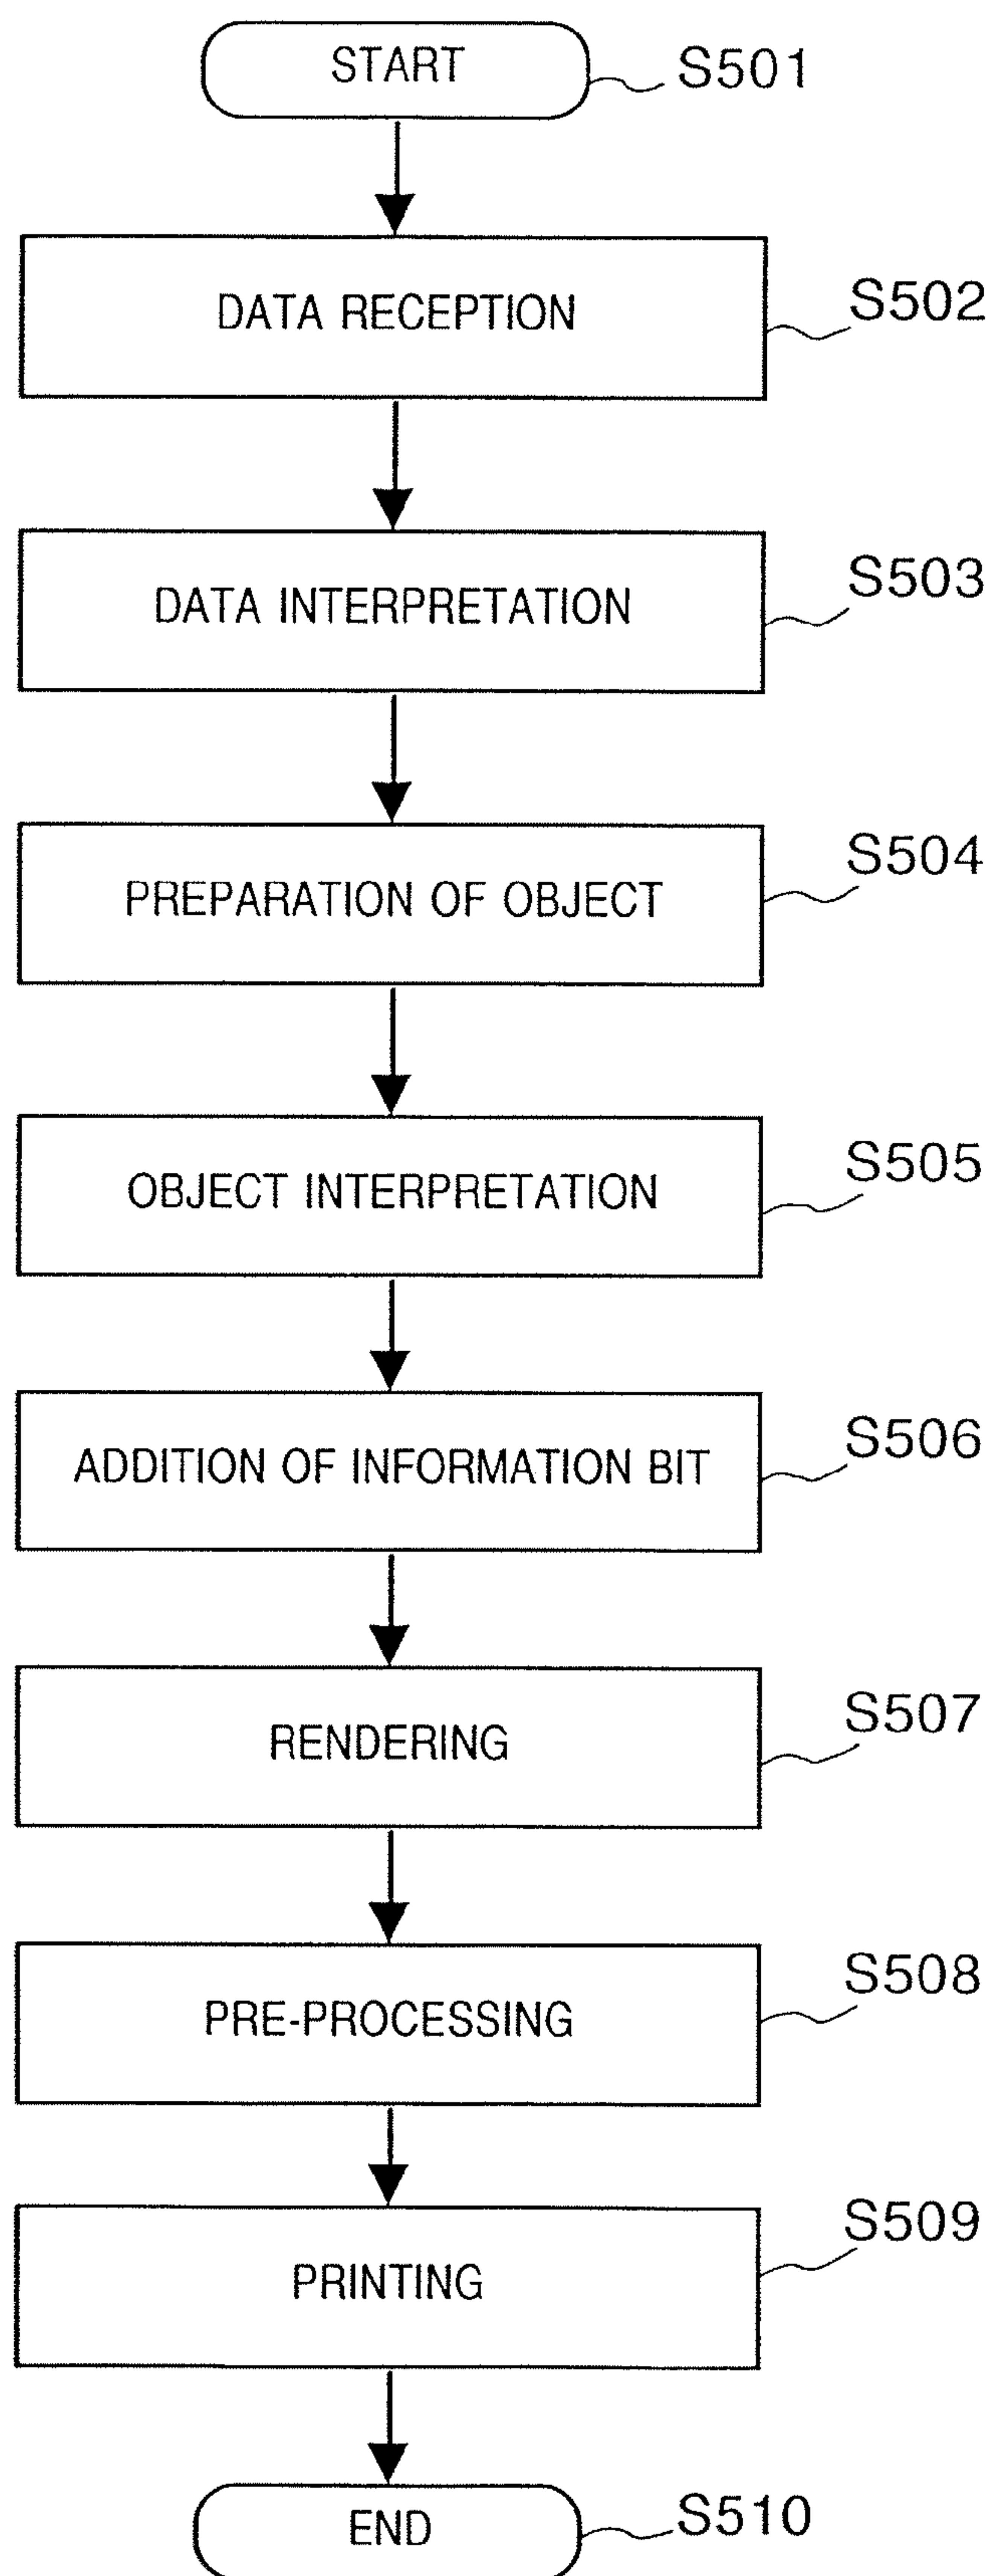 START S501
DATA RECEPTION S502
DATA INTERPRETATION S503
PREPARATION OF OBJECT S504
OBJECT INTERPRETATION S505
ADDITION OF INFORMATION BIT S506
RENDERING S507
PRE-PROCESSING S508
PRINTING S509
END S510